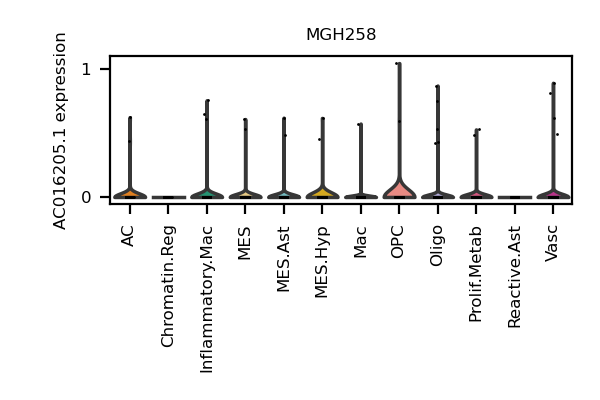 MGH258
AC016205.1 expression
1
0
AC
Chromatin.Reg
Inflammatory.Mac
MES
MES.Ast
MES.Hyp
Mac
OPC
Oligo
Prolif.Metab
Reactive.Ast
Vasc